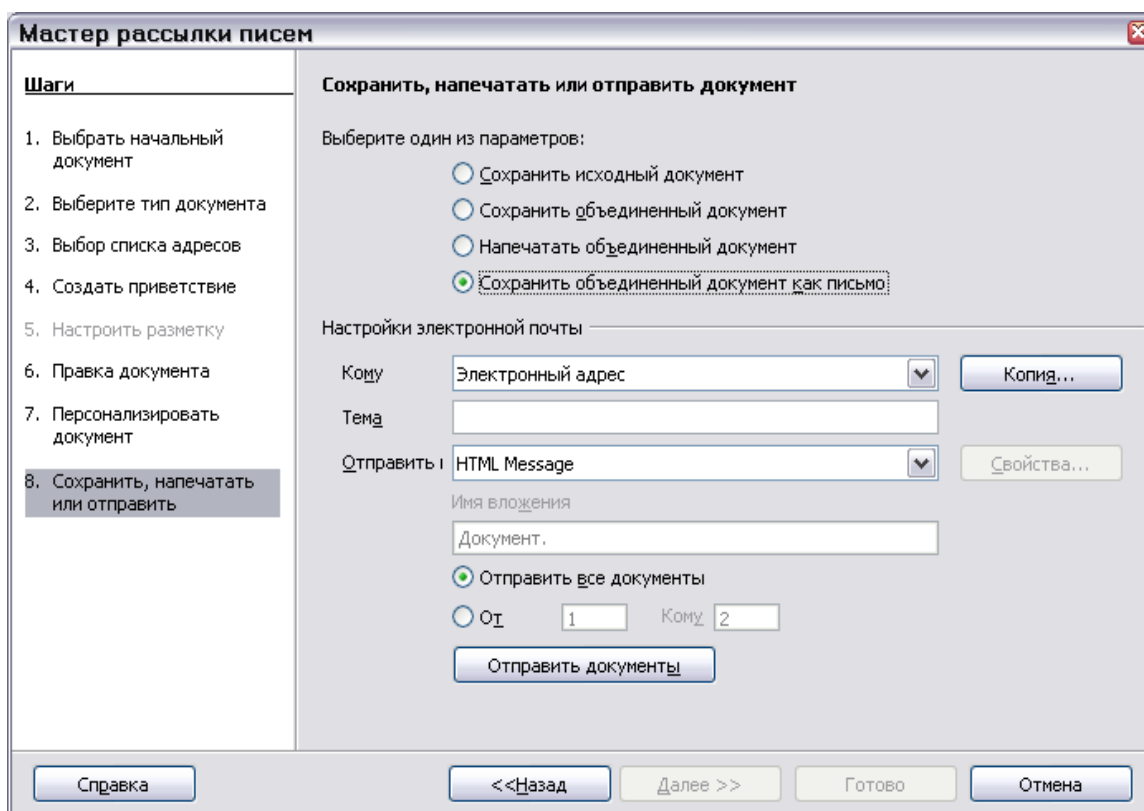 Мастер рассылки писем
Шаги
1. Выбрать начальный
документ
2. Выберите тип документа
3. Выбор списка адресов
4. Создать приветствие
5. Настроить разметку
6. Правка документа
7. Персонализировать
документ
8. Сохранить, напечатать
или отправить
Сохранить, напечатать или отправить документ
Выберите один из параметров:
Сохранить исходный документ
Сохранить объединенный документ
Напечатать объединенный документ
Сохранить объединенный документ как письмо
Настройки электронной почты
Кому Электронный адрес Копия...
Тема
Отправить HTML Message Свойства...
Имя вложения
Документ.
Отправить все документы
От 1 Кому 2
Отправить документы
Справка <<Назад Далее >> Готово Отмена